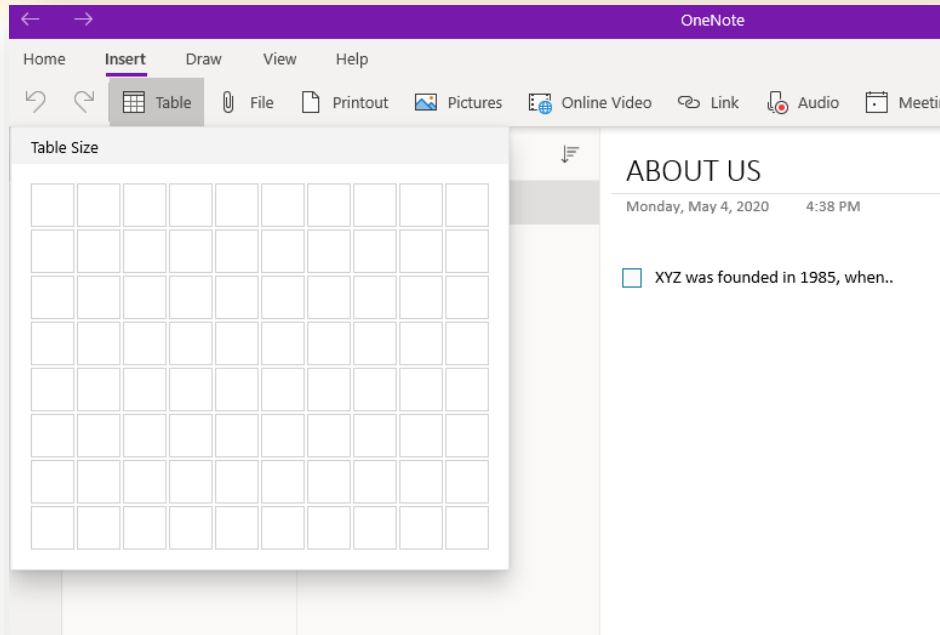 OneNote
Home Insert Draw View Help
Table File Printout Pictures Online Video Link Audio
Table Size
ABOUT US
Monday, May 4, 2020 4:38 PM
XYZ was founded in 1985, when..